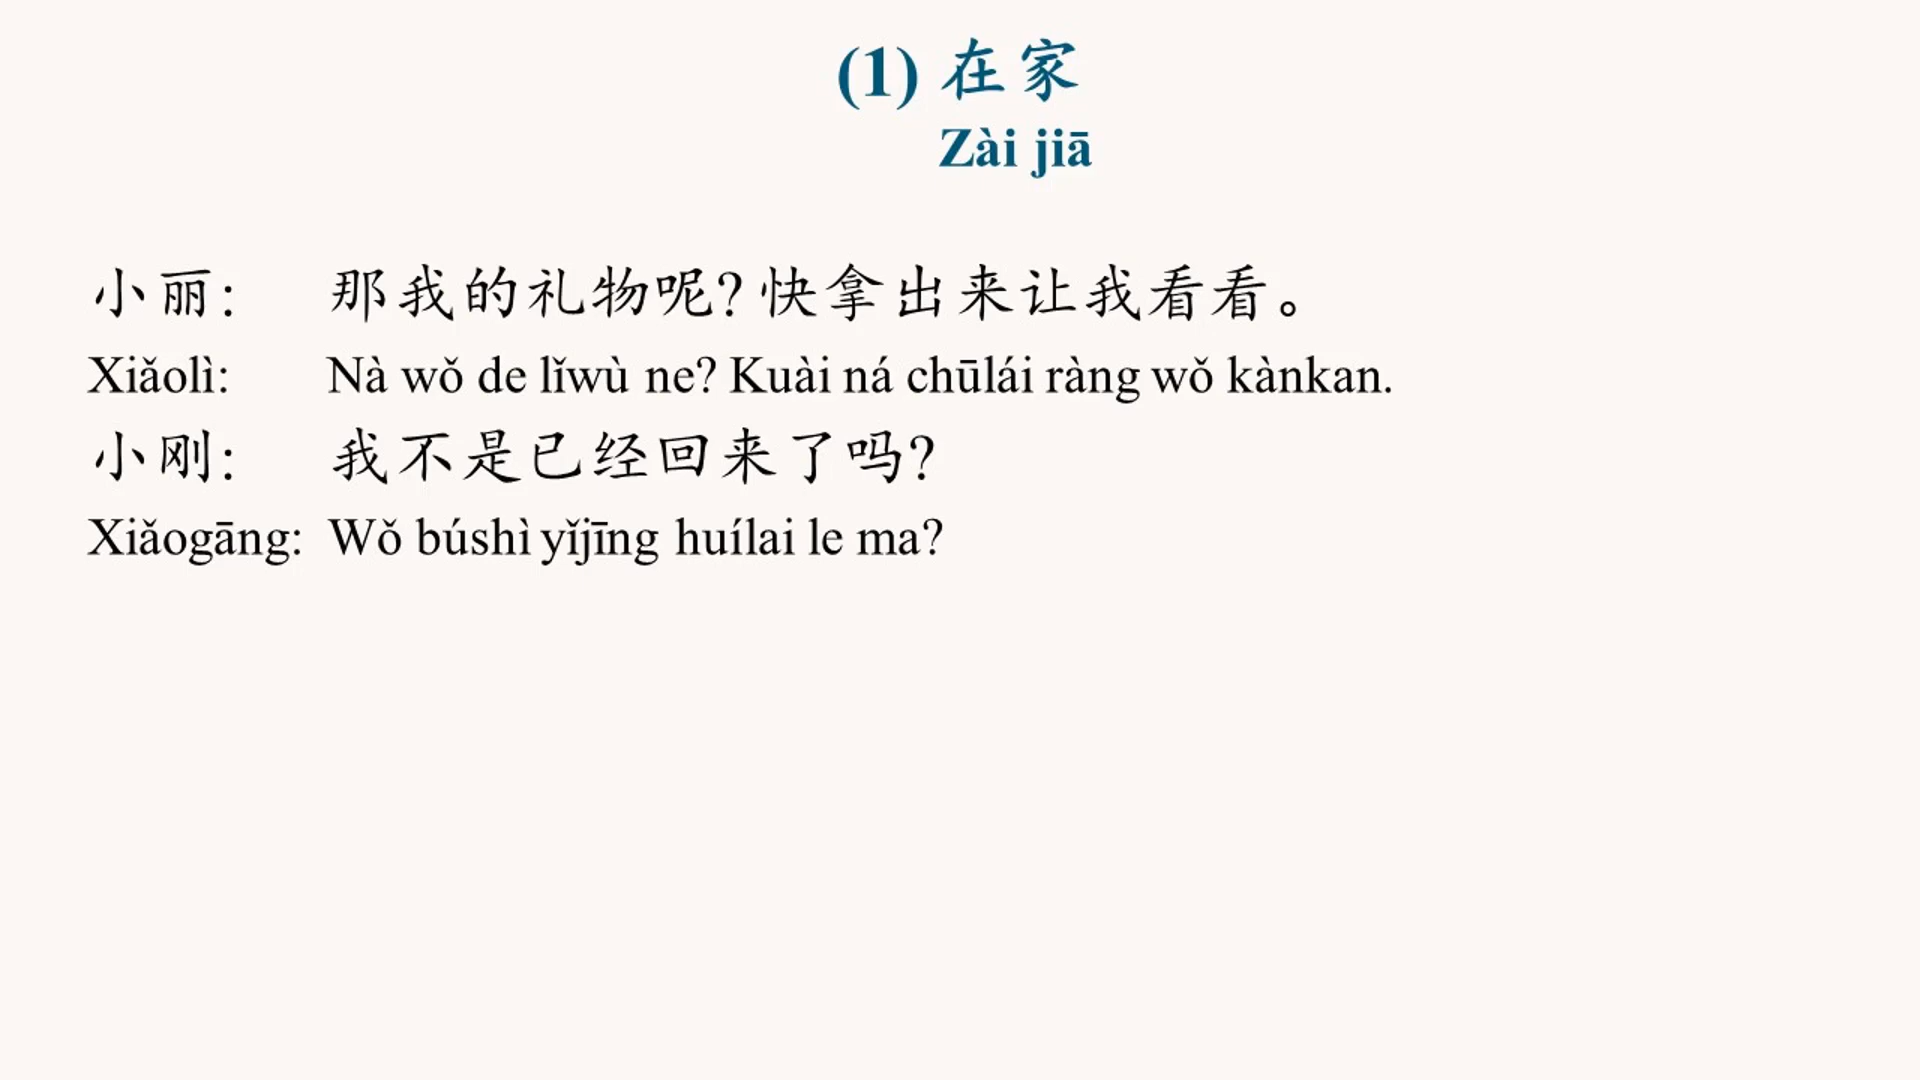 (1) 在家
Zài jiā
小丽: 那我的礼物呢? 快拿出来让我看看。
Xiǎolì: Nà wǒ de lǐwù ne? Kuài ná chūlái ràng wǒ kànkan.
小刚: 我不是已经回来了吗?
Xiǎogāng: Wǒ búshì yǐjīng huílai le ma?